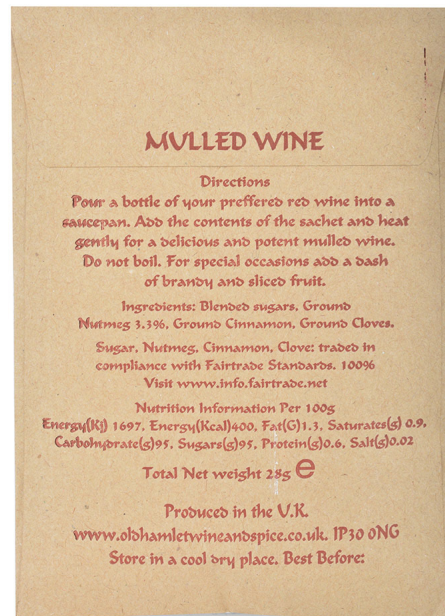 MULLED WINE
Directions
Pour a bottle of your preffered red wine into a
saucepan. Add the contents of the sachet and heat
gently for a delicious and potent mulled wine.
Do not boil. For special occasions add a dash
of brandy and sliced fruit.
Ingredients: Blended sugars, Ground
Nutmeg 3.3%, Ground Cinnamon, Ground Cloves.
Sugar, Nutmeg, Cinnamon, Clove: traded in
compliance with Fairtrade Standards. 100%
Visit www.info.fairtrade.net
Nutrition Information Per 100g
Energy(Kj) 1697, Energy(Kcal)400, Fat(G)1.3, Saturates(g) 0.9,
Carbohydrate(g)95, Sugars(g)95, Protein(g)0.6, Salt(g)0.02
Total Net weight 28g ℮
Produced in the U.K.
www.oldhamletwineandspice.co.uk. IP30 0NG
Store in a cool dry place. Best Before: